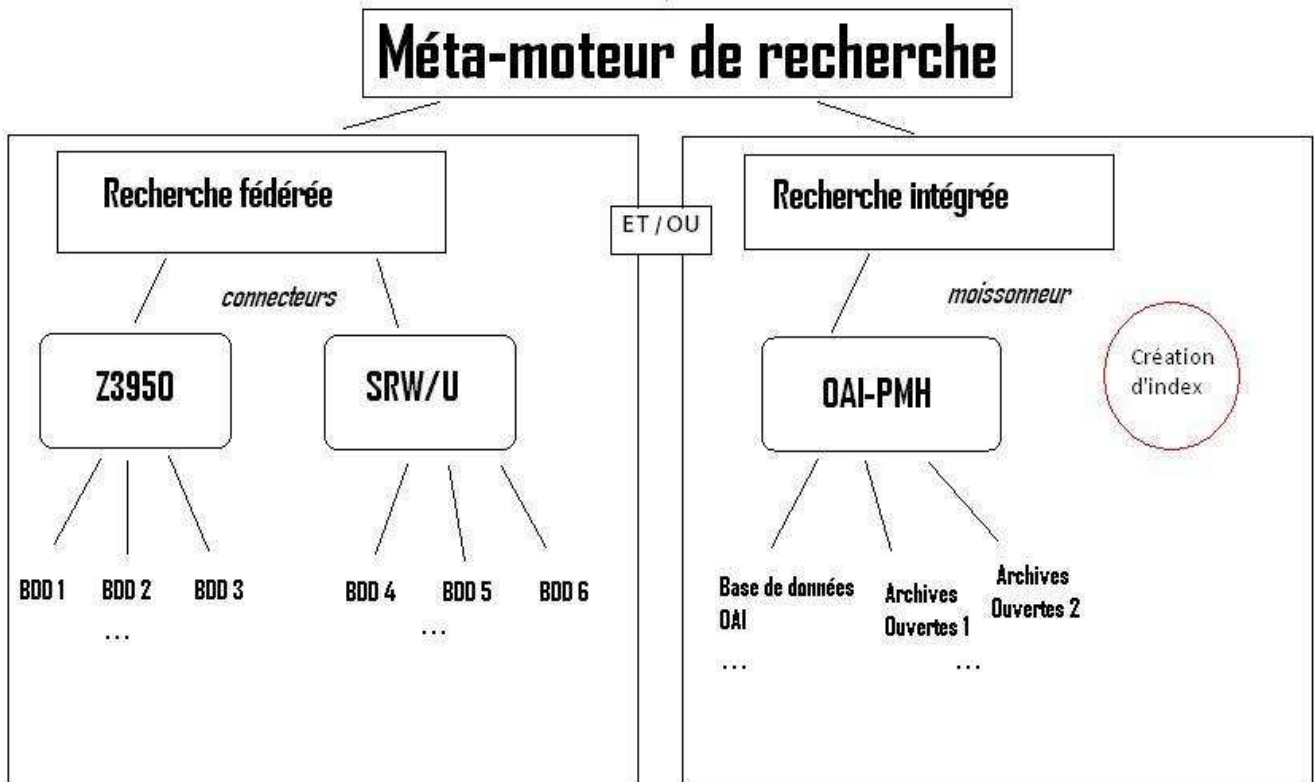 Méta-moteur de recherche
Recherche fédérée
ET / OU
Recherche intégrée
connecteurs
moissonneur
Z3950
SRW/U
OAI-PMH
Création
d'index
BDD 1
BDD 2
BDD 3
...
BDD 4
BDD 5
BDD 6
...
Base de données
OAI
...
Archives
Ouvertes 1
...
Archives
Ouvertes 2